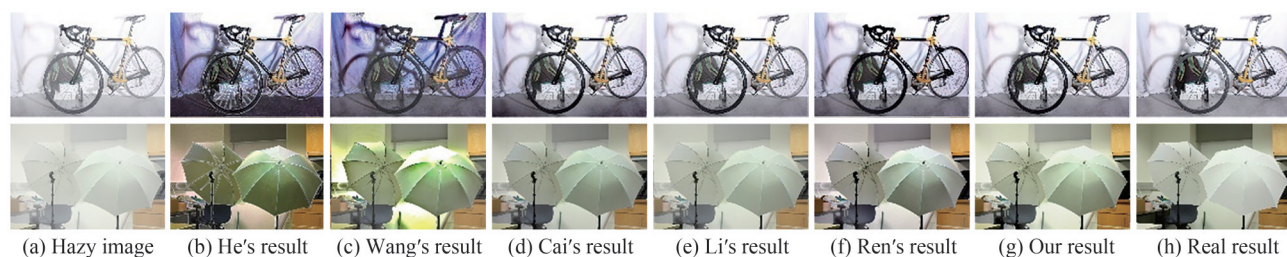 (a) Hazy image (b) He's result (c) Wang's result (d) Cai's result (e) Li's result (f) Ren's result (g) Our result (h) Real result